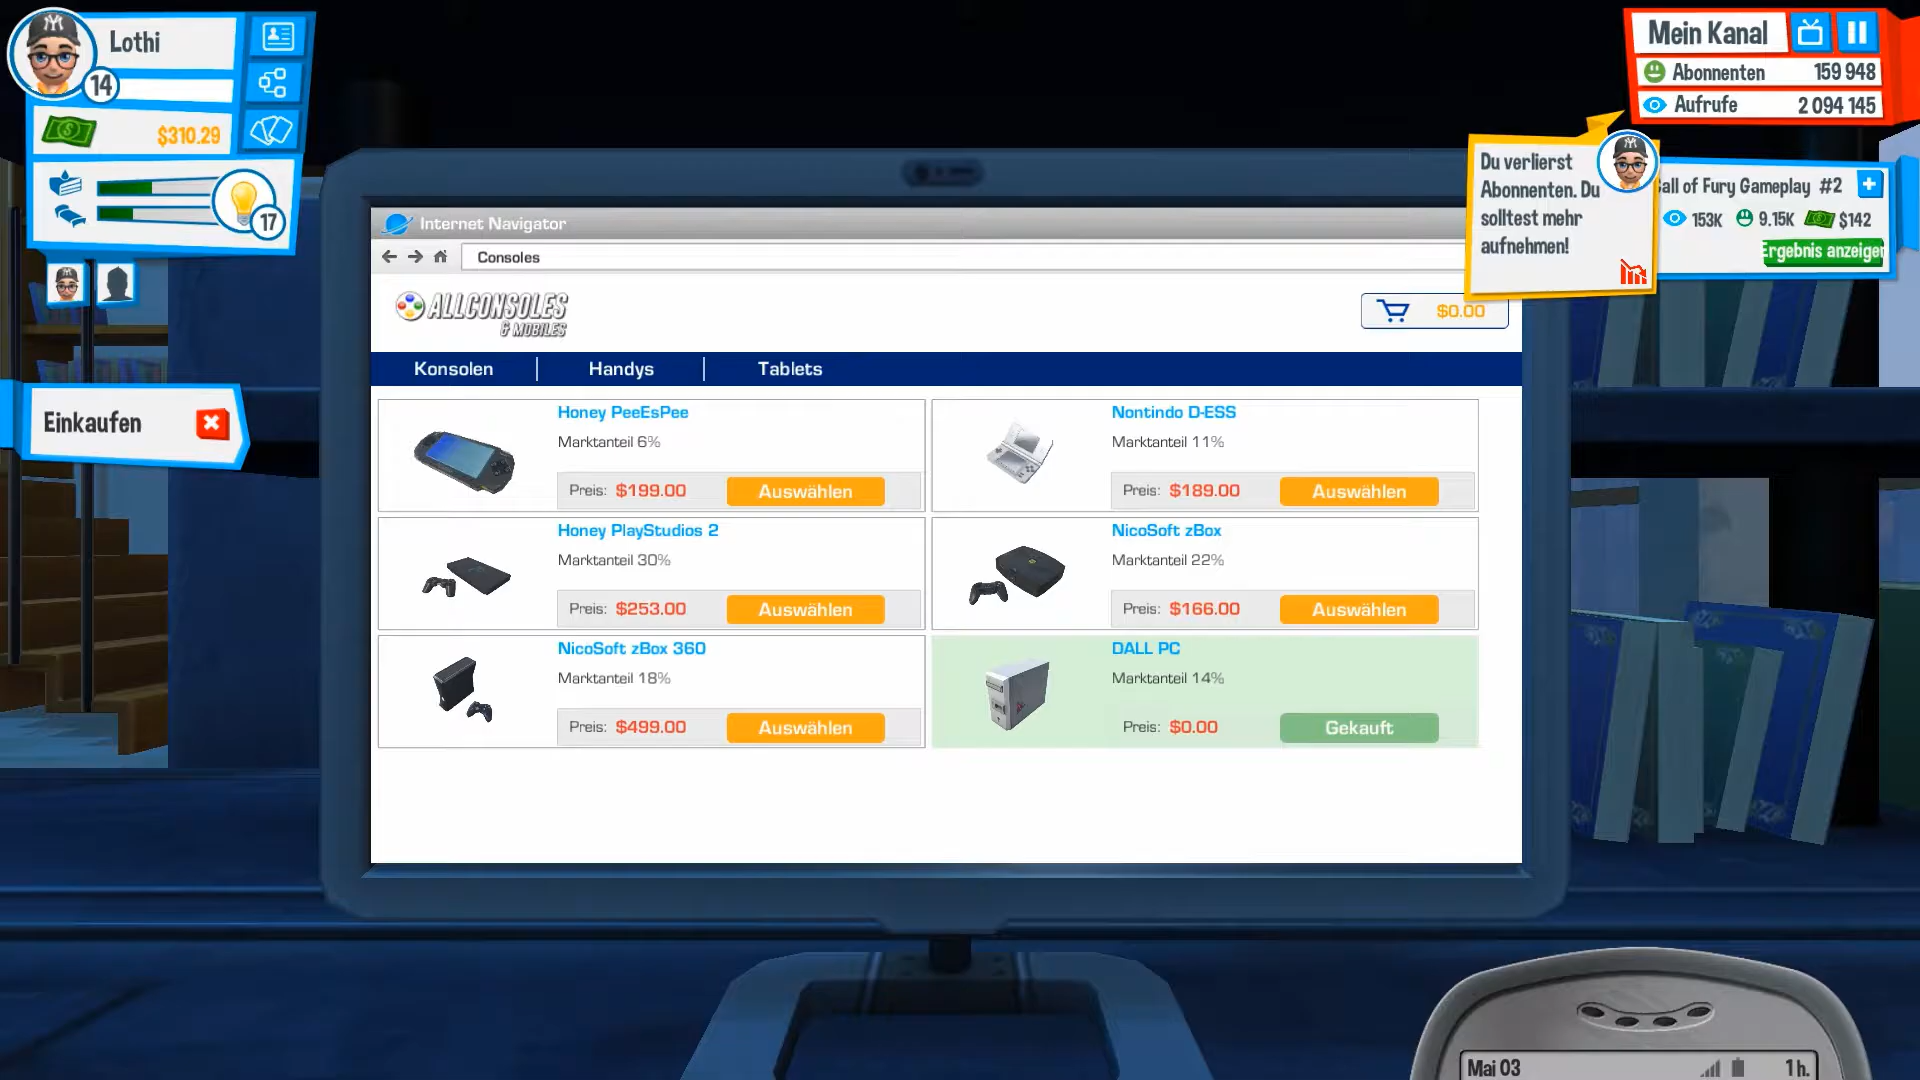 Lothi
14
$310.29
17
Einkaufen
Mein Kanal
Abonnenten 159 948
Aufrufe 2 094 145
Du verlierst
Abonnenten. Du
solltest mehr
aufnehmen!
all of Fury Gameplay #2
153K 9.15K $142
Ergebnis anzeigen
Internet Navigator
Consoles
ALLCONSOLES
& MOBILES
$0.00
Konsolen Handys Tablets
Honey PeeEsPee
Marktanteil 6%
Preis: $199.00 Auswählen
Nontindo D-ESS
Marktanteil 11%
Preis: $189.00 Auswählen
Honey PlayStudios 2
Marktanteil 30%
Preis: $253.00 Auswählen
NicoSoft zBox
Marktanteil 22%
Preis: $166.00 Auswählen
NicoSoft zBox 360
Marktanteil 18%
Preis: $499.00 Auswählen
DALL PC
Marktanteil 14%
Preis: $0.00 Gekauft
Mai 03 1h.